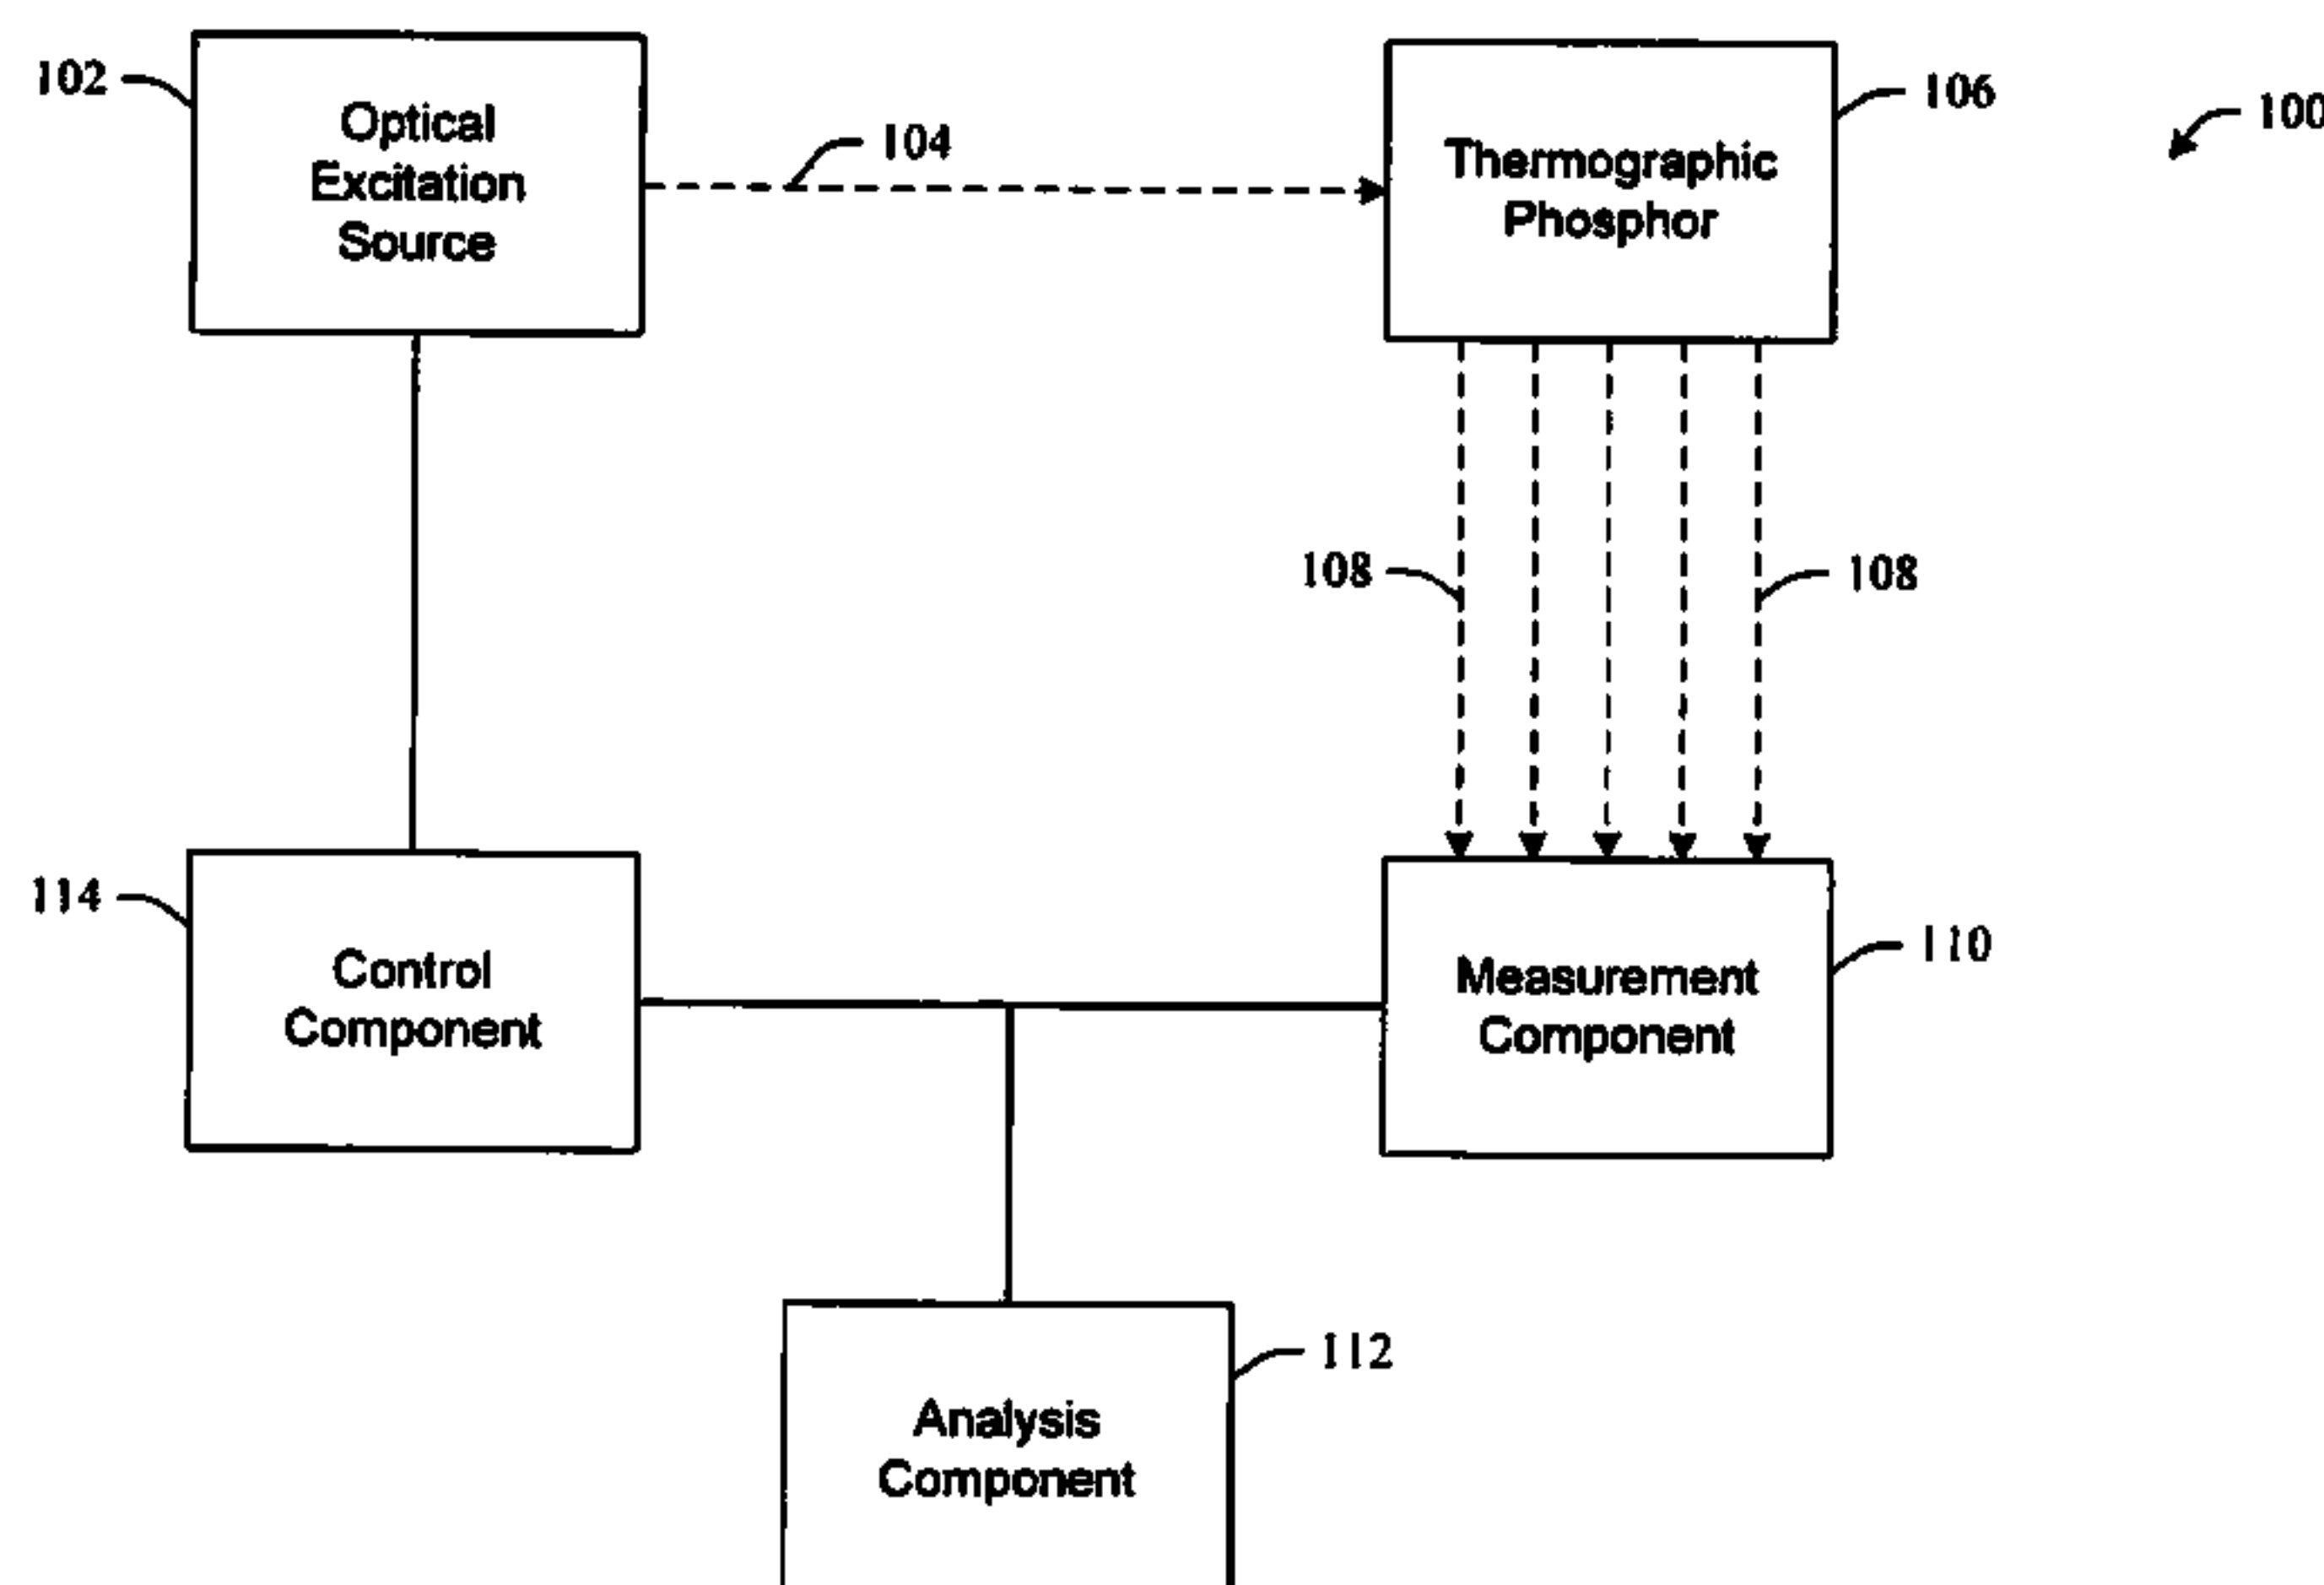 102
Optical
Excitation
Source
104
Thermographic
Phosphor
106
100
108
108
114
Control
Component
Measurement
Component
110
112
Analysis
Component